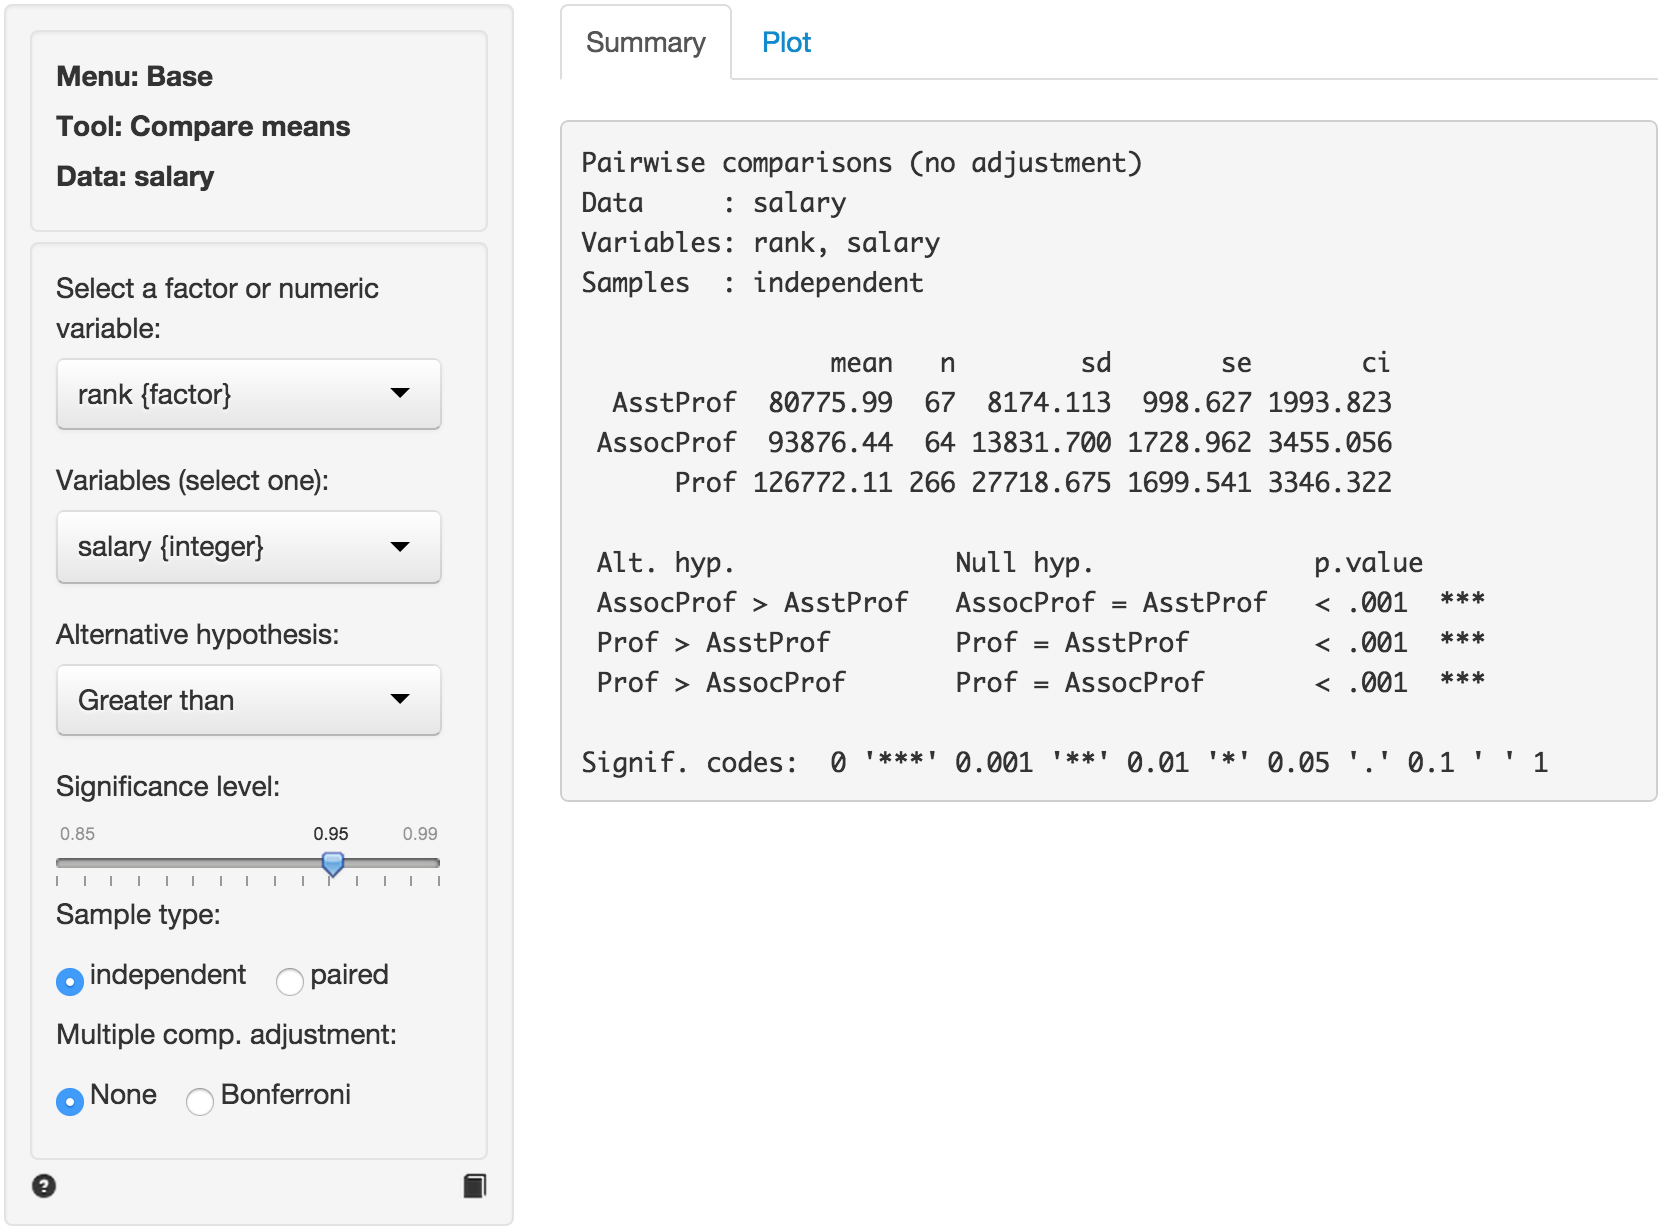 Menu: Base
Tool: Compare means
Data: salary
Select a factor or numeric
variable:
rank {factor}
Variables (select one):
salary {integer}
Alternative hypothesis:
Greater than
Significance level:
0.85 0.95 0.99
Sample type:
independent paired
Multiple comp. adjustment:
None Bonferroni
?
Summary Plot
Pairwise comparisons (no adjustment)
Data     : salary
Variables: rank, salary
Samples  : independent
mean n sd se ci
AsstProf 80775.99 67 8174.113 998.627 1993.823
AssocProf 93876.44 64 13831.700 1728.962 3455.056
Prof 126772.11 266 27718.675 1699.541 3346.322
Alt. hyp. Null hyp. p.value
AssocProf > AsstProf AssocProf = AsstProf < .001 ***
Prof > AsstProf Prof = AsstProf < .001 ***
Prof > AssocProf Prof = AssocProf < .001 ***
Signif. codes:  0 '***' 0.001 '**' 0.01 '*' 0.05 '.' 0.1 ' ' 1